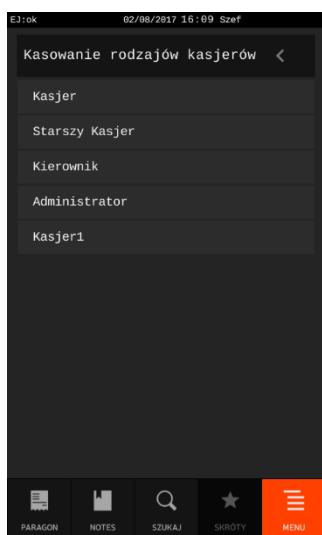 EJ:ok 02/08/2017 16:09 Szef
Kasowanie rodzajów kasjerów
Kasjer
Starszy Kasjer
Kierownik
Administrator
Kasjer1
PARAGON NOTES SZUKAJ SKRÓTY MENU